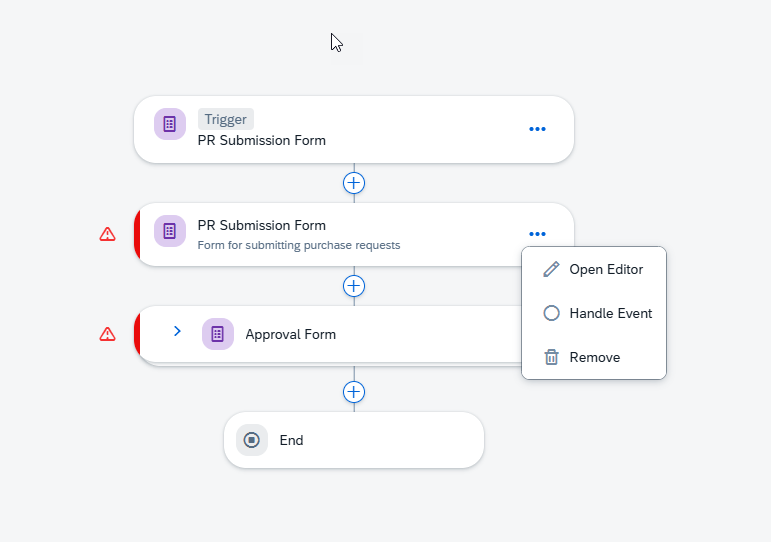 Trigger
PR Submission Form
PR Submission Form
Form for submitting purchase requests
Open Editor
Handle Event
Approval Form
Remove
End